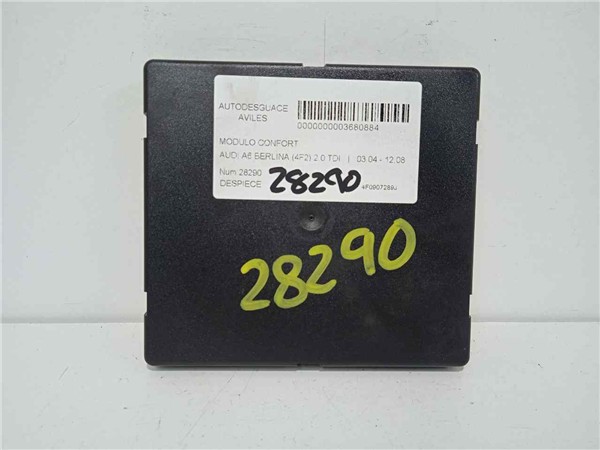 AUTODESGUACE
AVILES
0000000003680884
MODULO CONFORT
AUDI A6 BERLINA (4F2) 2.0 TDI | 03.04 - 12.08
Num 28290
DESPIECE
28290
4F0907289J
28290